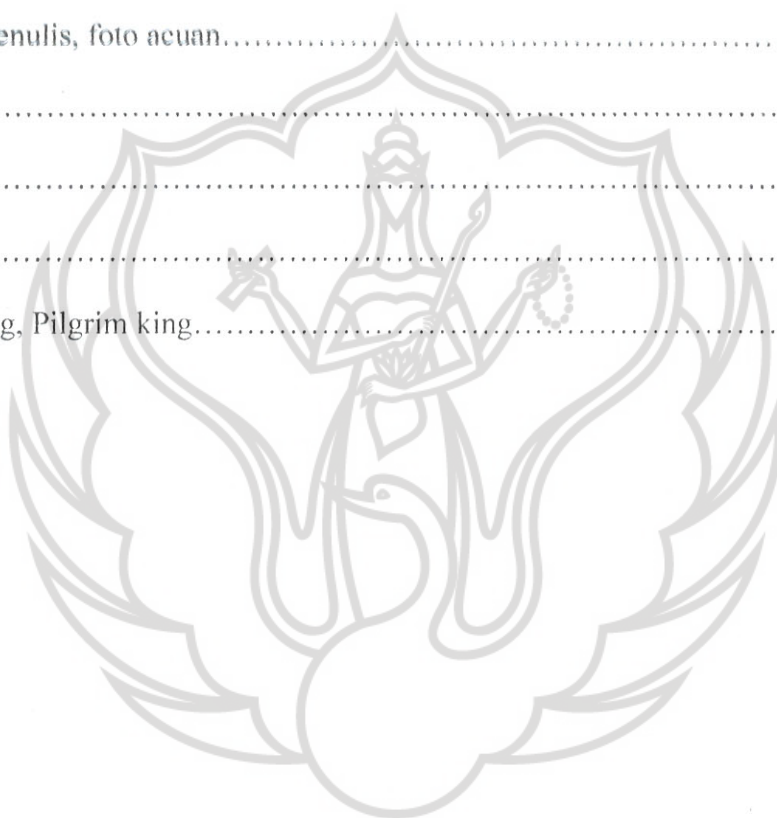 enulis, foto acuan........................................................................
............................................................................................
............................................................................................
............................................................................................
g, Pilgrim king............................................................................